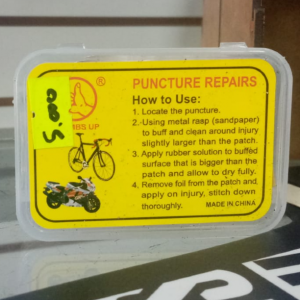 ®
5.000
MBS UP
PUNCTURE REPAIRS
How to Use:
1. Locate the puncture.
2. Using metal rasp (sandpaper)
to buff and clean around injury
slightly larger than the patch.
3. Apply rubber solution to buffed
surface that is bigger than the
patch and allow to dry fully.
4. Remove foil from the patch and
apply on injury, stitch down
thoroughly.
MADE IN CHINA